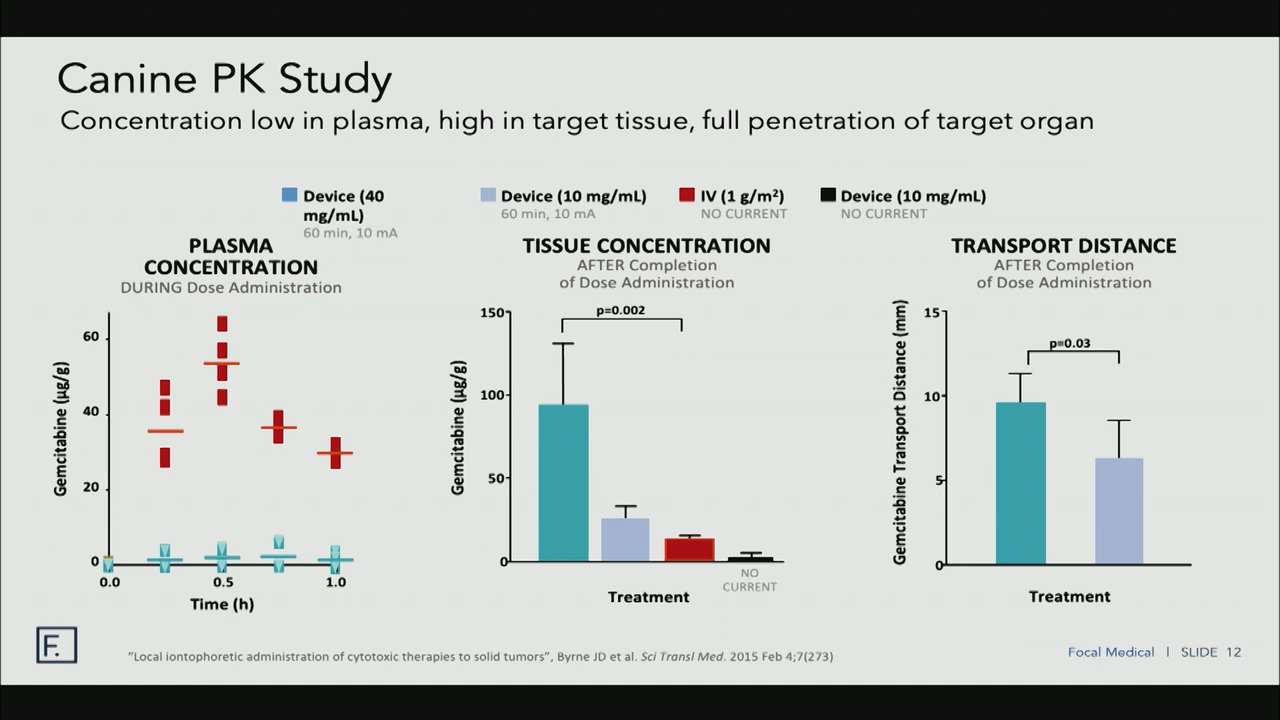 Canine PK Study
Concentration low in plasma, high in target tissue, full penetration of target organ
Device (40
mg/mL)
60 min, 10 mA
Device (10 mg/mL)
60 min, 10 mA
IV (1 g/m²)
NO CURRENT
Device (10 mg/mL)
NO CURRENT
PLASMA
CONCENTRATION
DURING Dose Administration
Gemcitabine (µg/g)
60
40
20
0
0.0
0.5
1.0
Time (h)
TISSUE CONCENTRATION
AFTER Completion
of Dose Administration
Gemcitabine (µg/g)
150
100
50
0
p=0.002
NO
CURRENT
Treatment
TRANSPORT DISTANCE
AFTER Completion
of Dose Administration
Gemcitabine Transport Distance (mm)
15
10
5
0
p=0.03
Treatment
F.
"Local iontophoretic administration of cytotoxic therapies to solid tumors", Byrne JD et al. Sci Transl Med. 2015 Feb 4;7(273)
Focal Medical | SLIDE 12